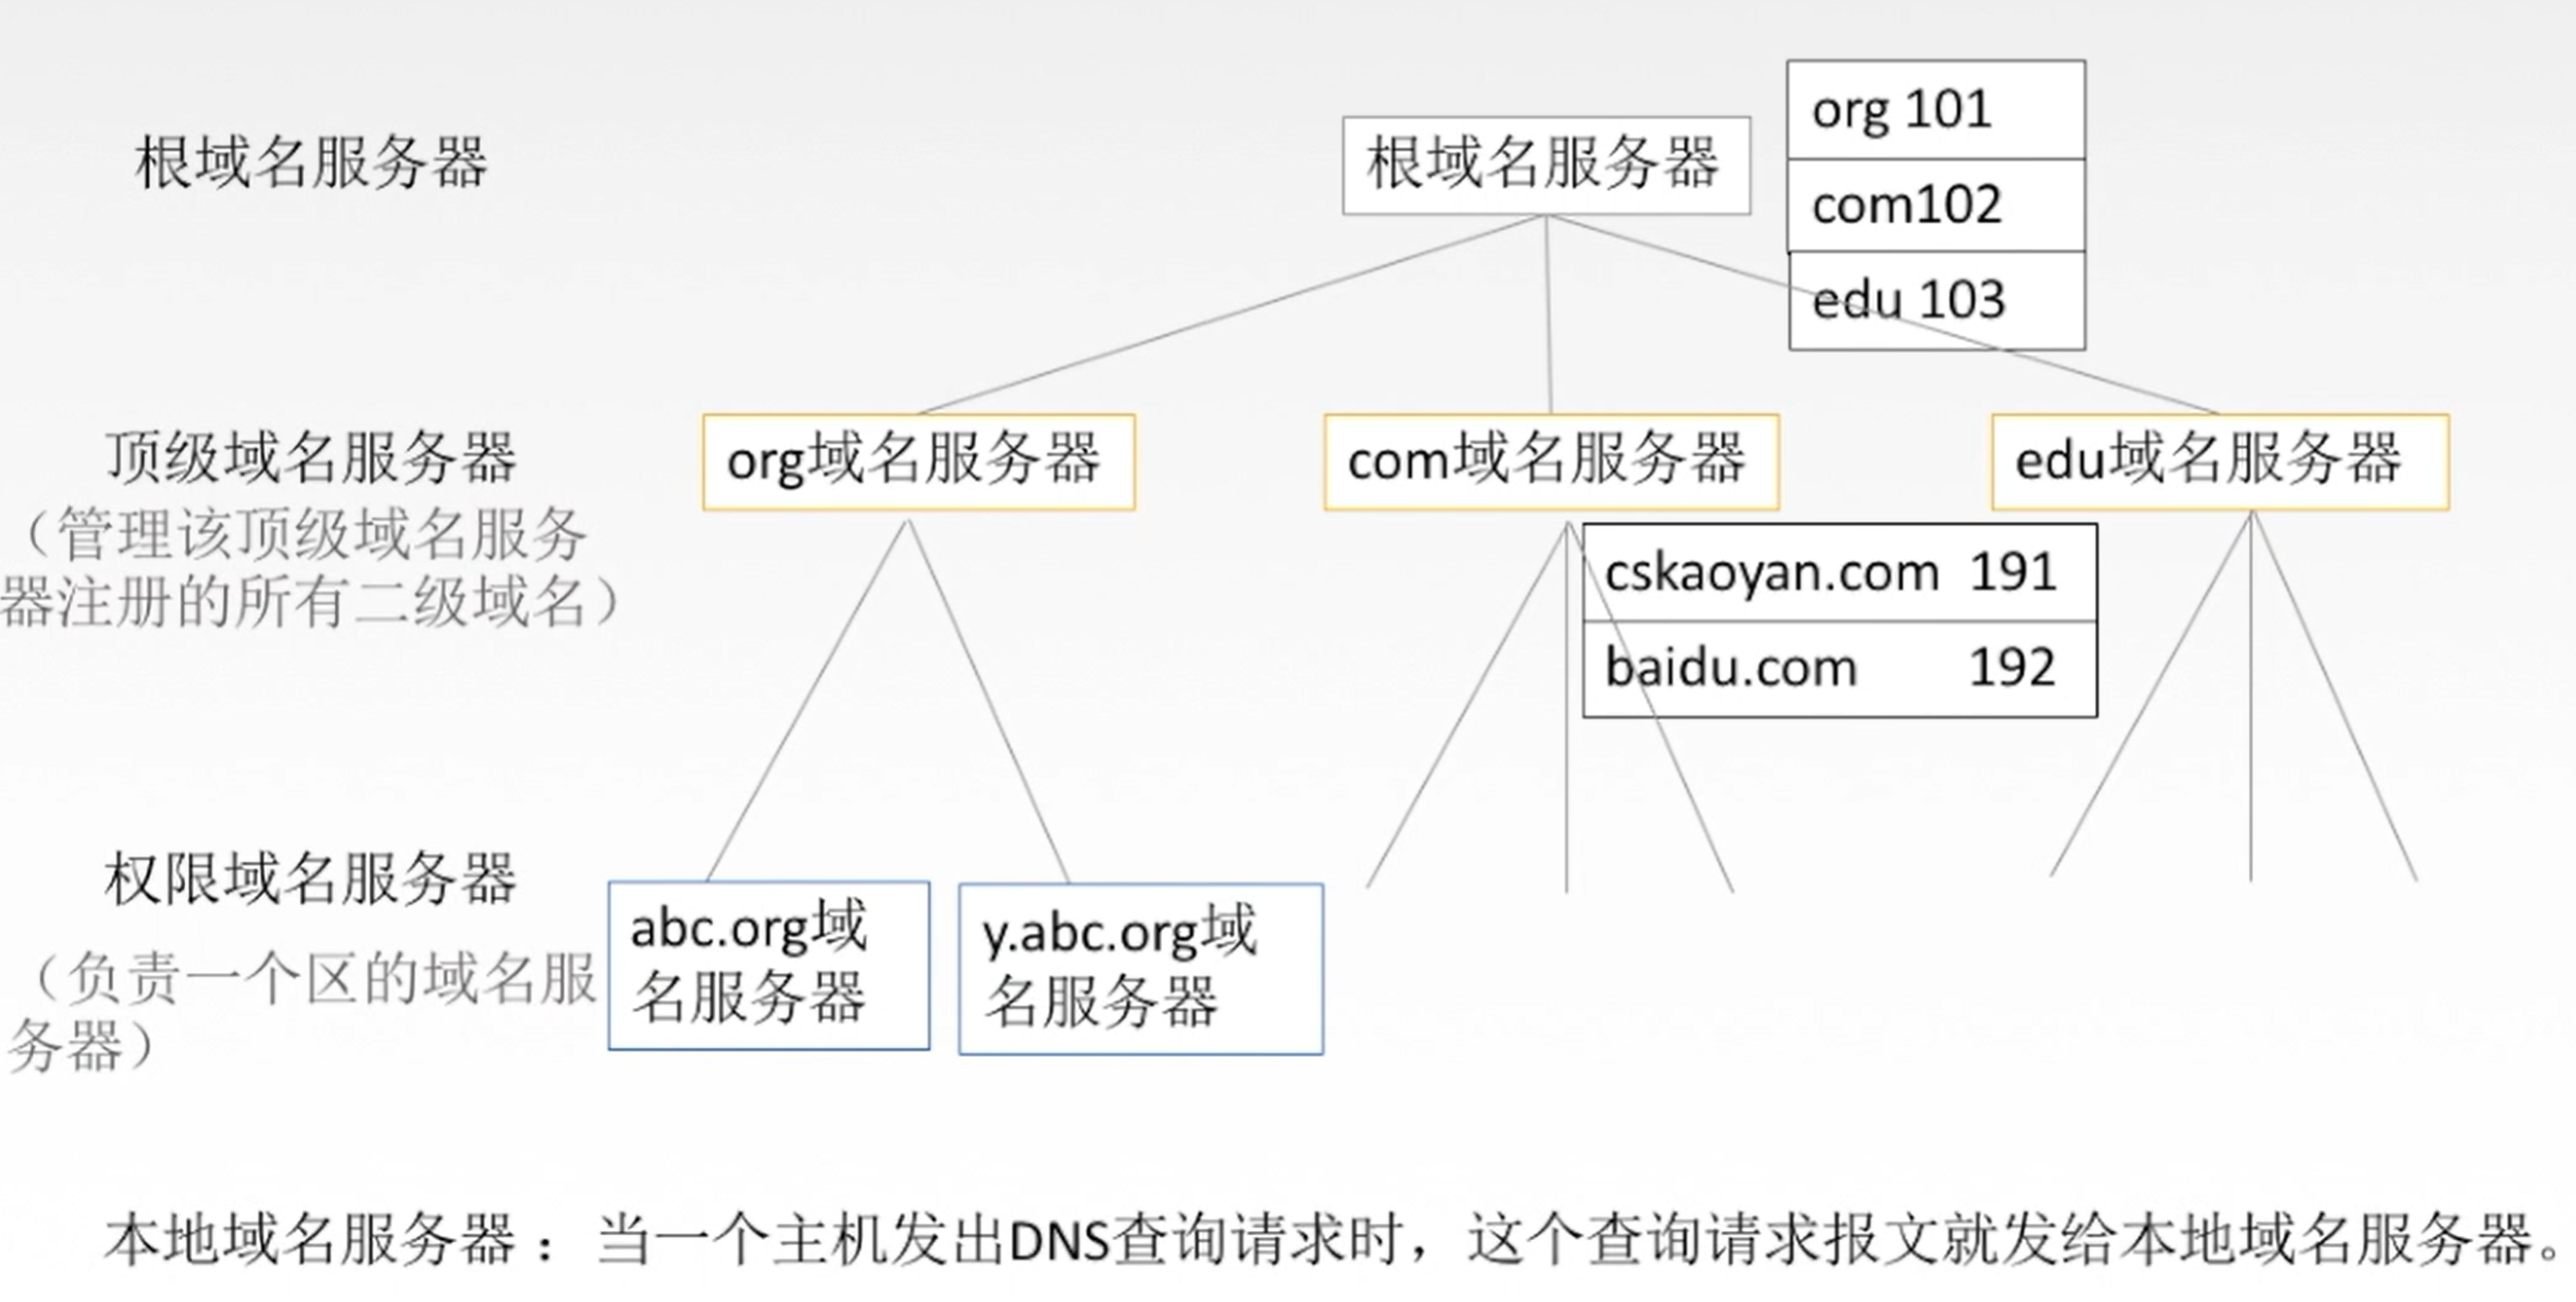 根域名服务器
根域名服务器
org 101
com102
edu 103
顶级域名服务器
（管理该顶级域名服务
器注册的所有二级域名）
org域名服务器
com域名服务器
edu域名服务器
cskaoyan.com 191
baidu.com 192
权限域名服务器
（负责一个区的域名服
务器）
abc.org域
名服务器
y.abc.org域
名服务器
本地域名服务器：当一个主机发出DNS查询请求时，这个查询请求报文就发给本地域名服务器。